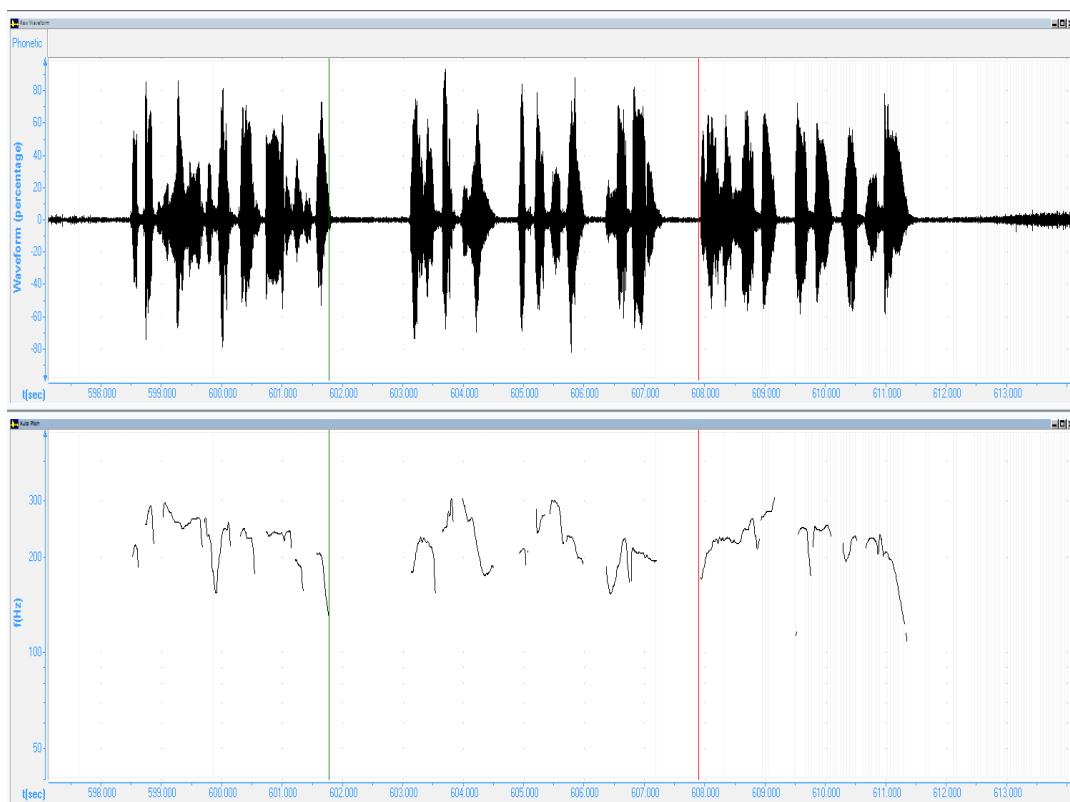 Raw Waveform
Phonetic
Waveform (percentage)
80
60
40
20
0
-20
-40
-60
-80
t(sec) 598.000 599.000 600.000 601.000 602.000 603.000 604.000 605.000 606.000 607.000 608.000 609.000 610.000 611.000 612.000 613.000
Auto Pitch
f(Hz)
300
200
100
50
t(sec) 598.000 599.000 600.000 601.000 602.000 603.000 604.000 605.000 606.000 607.000 608.000 609.000 610.000 611.000 612.000 613.000